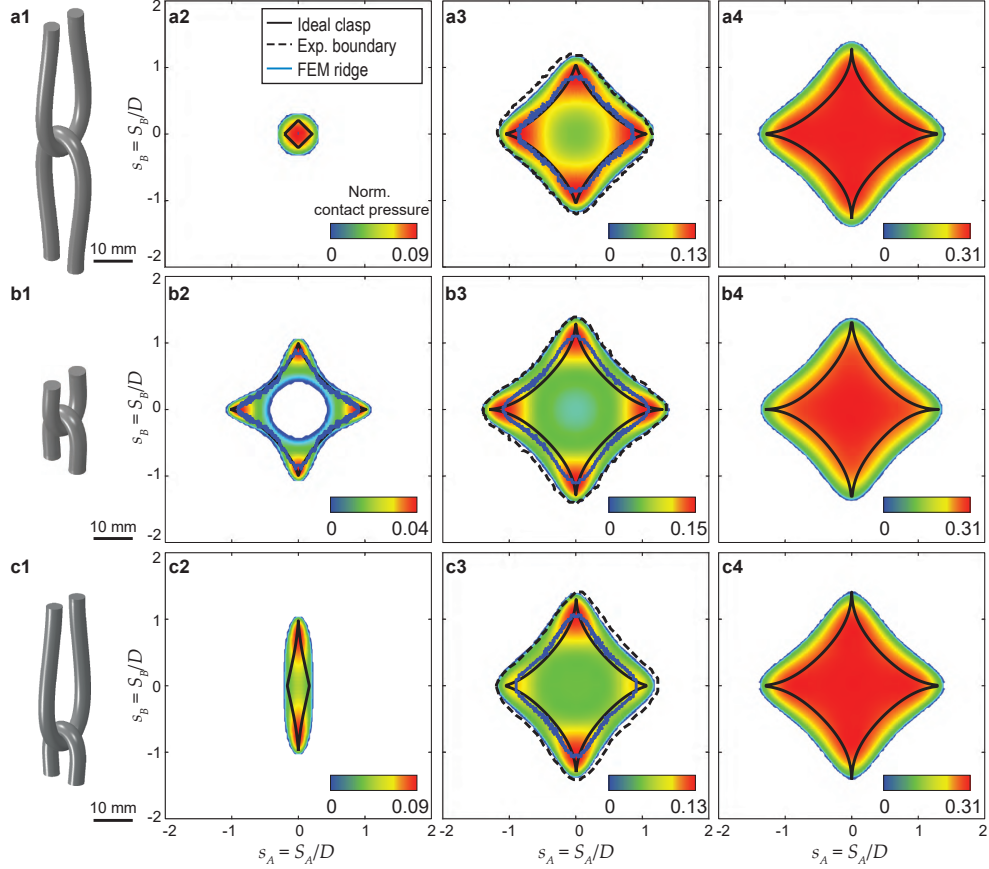 a1
10 mm
a2
Ideal clasp
Exp. boundary
FEM ridge
2
1
0
-1
-2
s_B = S_B/D
Norm.
contact pressure
0 0.09
a3
0 0.13
a4
0 0.31
b1
10 mm
b2
2
1
0
-1
-2
s_B = S_B/D
0 0.04
b3
0 0.15
b4
0 0.31
c1
10 mm
c2
2
1
0
-1
-2
s_B = S_B/D
0 0.09
c3
0 0.13
c4
0 0.31
-2 -1 0 1 2 -1 0 1 -2 -1 0 1 2
s_A = S_A/D s_A = S_A/D s_A = S_A/D